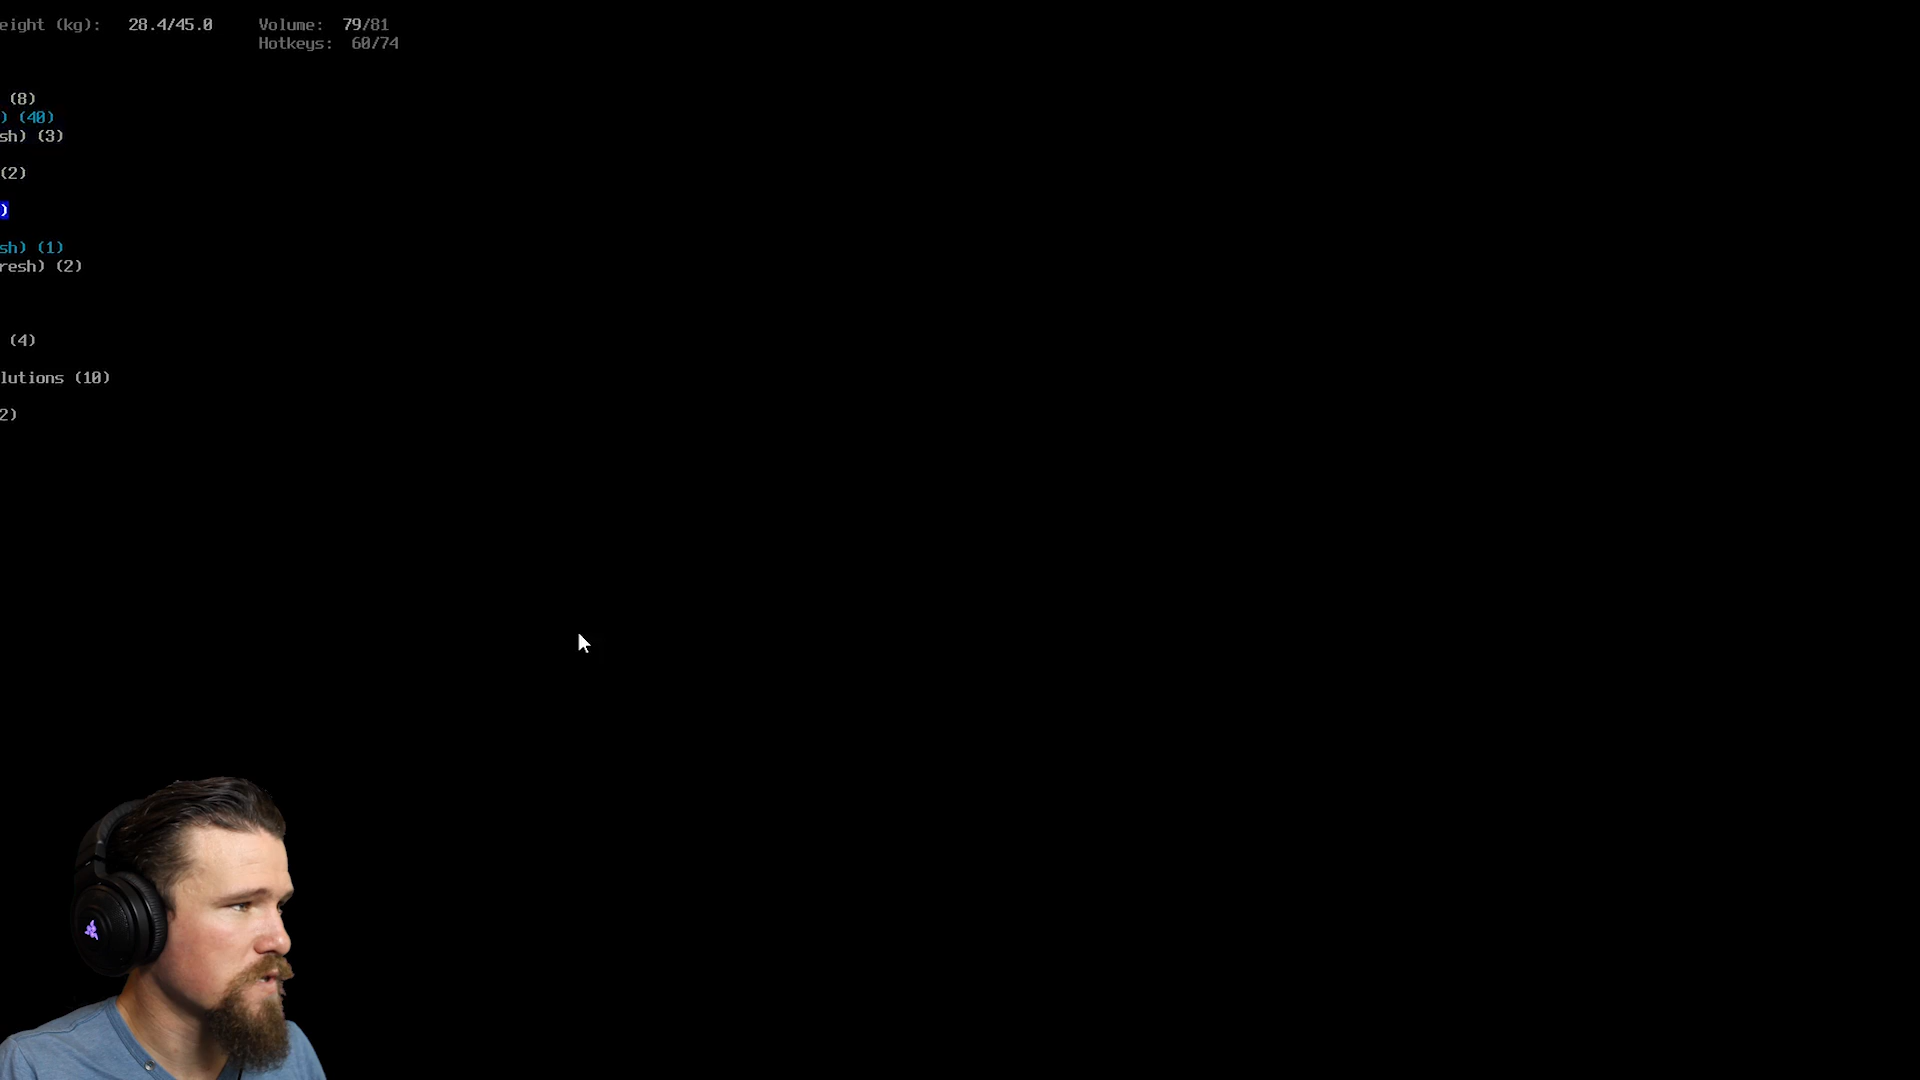 eight (kg): 28.4/45.0 Volume: 79/81
Hotkeys: 60/74
(8)
) (40)
sh) (3)
(2)
)
sh) (1)
resh) (2)
(4)
lutions (10)
2)